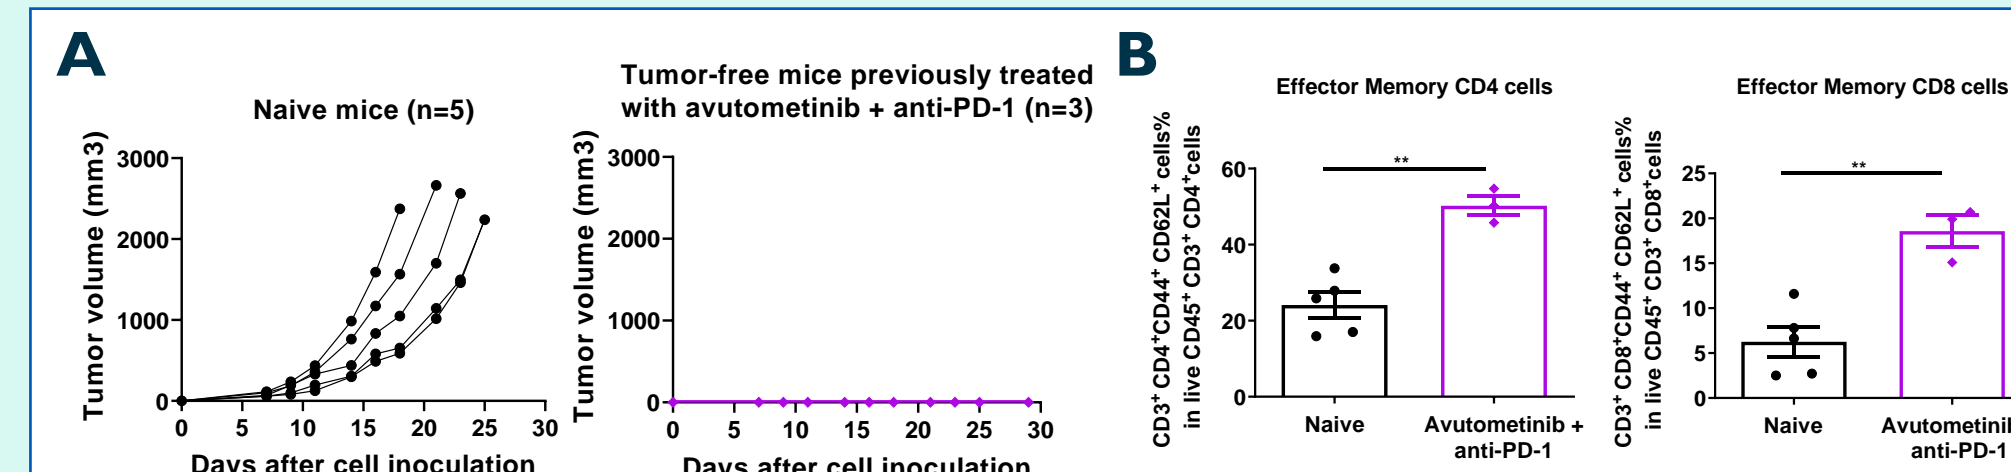 A
Naive mice (n=5)
Tumor volume (mm3)
3000
2000
1000
0
0 5 10 15 20 25 30
Days after cell inoculation
Tumor-free mice previously treated
with avutometinib + anti-PD-1 (n=3)
Tumor volume (mm3)
3000
2000
1000
0
0 5 10 15 20 25 30
Days after cell inoculation
B
Effector Memory CD4 cells
CD3+ CD4+CD44+ CD62L+ cells%
in live CD45+ CD3+ CD4+cells
60
40
20
0
**
Naive
Avutometinib +
anti-PD-1
Effector Memory CD8 cells
CD3+ CD8+CD44+ CD62L+ cells%
in live CD45+ CD3+ CD8+cells
25
20
15
10
5
0
**
Naive
Avutometini
anti-PD-1